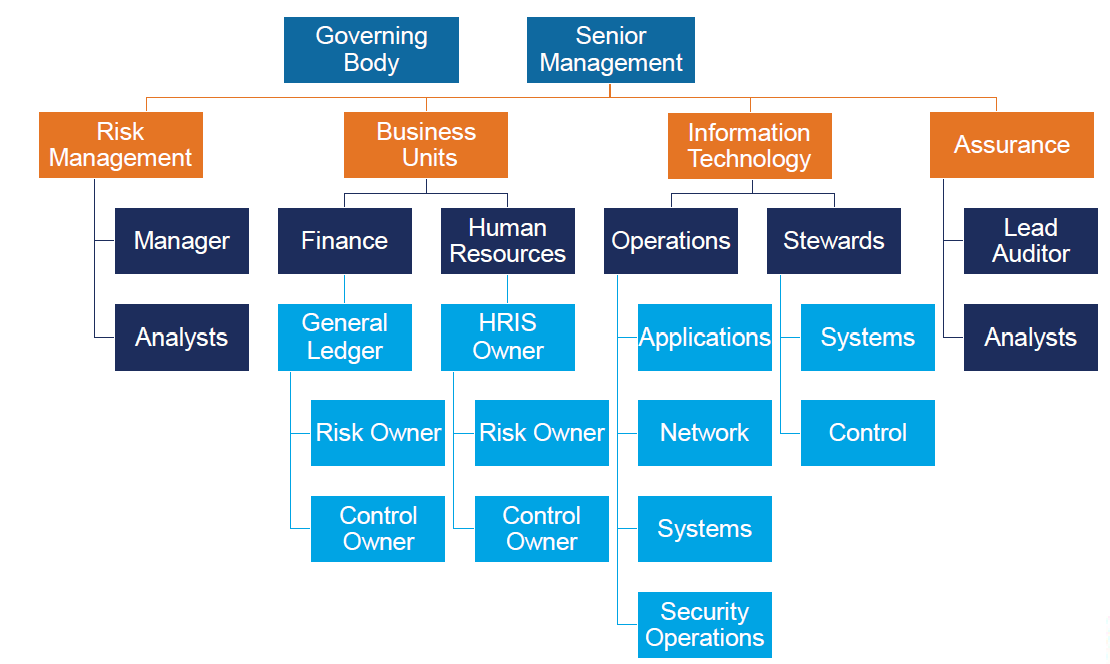 Governing
Body
Senior
Management
Risk
Management
Business
Units
Information
Technology
Assurance
Manager
Finance
Human
Resources
Operations
Stewards
Lead
Auditor
Analysts
General
Ledger
HRIS
Owner
Applications
Systems
Analysts
Risk Owner
Risk Owner
Network
Control
Control
Owner
Control
Owner
Systems
Security
Operations